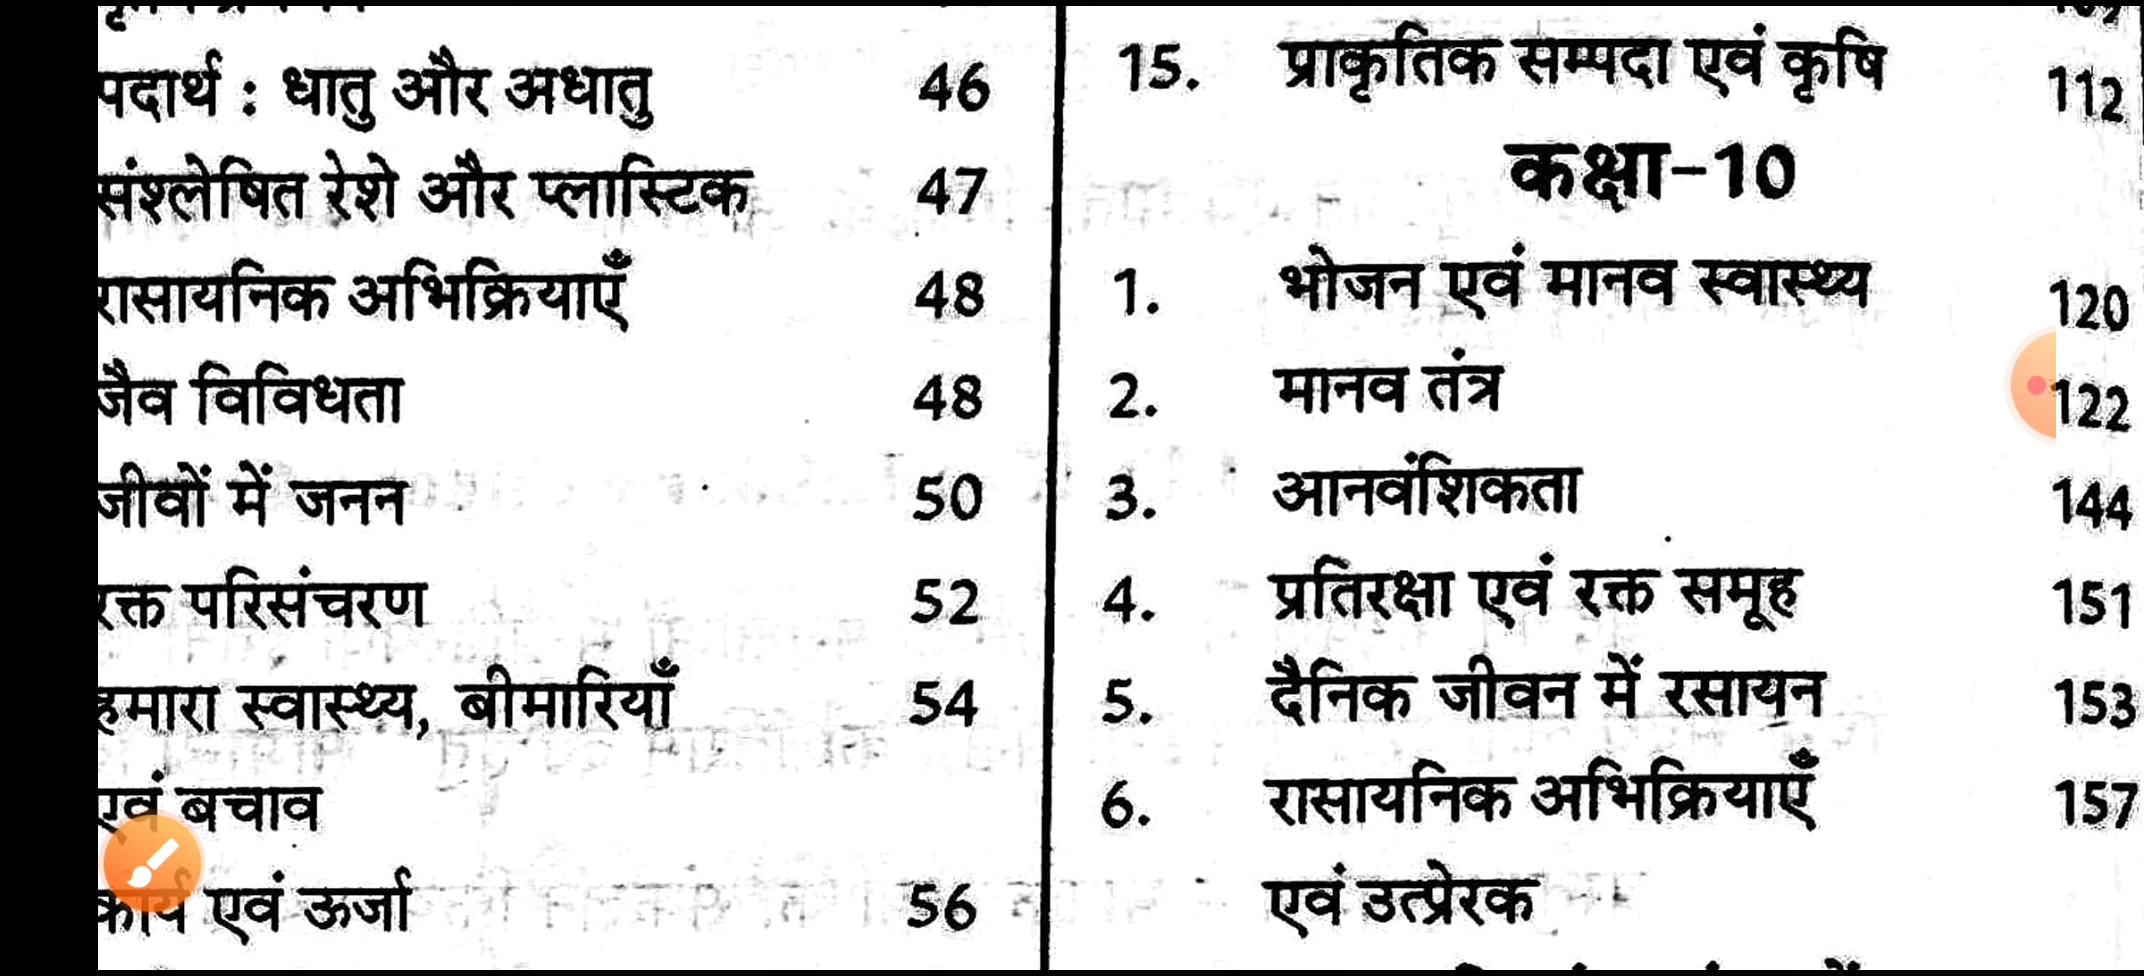 पदार्थ : धातु और अधातु 46
संश्लेषित रेशे और प्लास्टिक 47
रासायनिक अभिक्रियाएँ 48
जैव विविधता 48
जीवों में जनन 50
रक्त परिसंचरण 52
हमारा स्वास्थ्य, बीमारियाँ 54
एवं बचाव
कार्य एवं ऊर्जा 56
15. प्राकृतिक सम्पदा एवं कृषि 112
कक्षा-10
1. भोजन एवं मानव स्वास्थ्य 120
2. मानव तंत्र 122
3. आनवंशिकता 144
4. प्रतिरक्षा एवं रक्त समूह 151
5. दैनिक जीवन में रसायन 153
6. रासायनिक अभिक्रियाएँ 157
एवं उत्प्रेरक